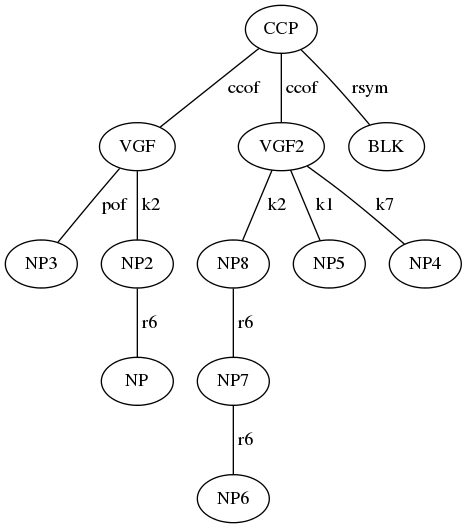 CCP
ccof ccof rsym
VGF VGF2 BLK
pof k2 k2 k1 k7
NP3 NP2 NP8 NP5 NP4
r6 r6
NP NP7
r6
NP6